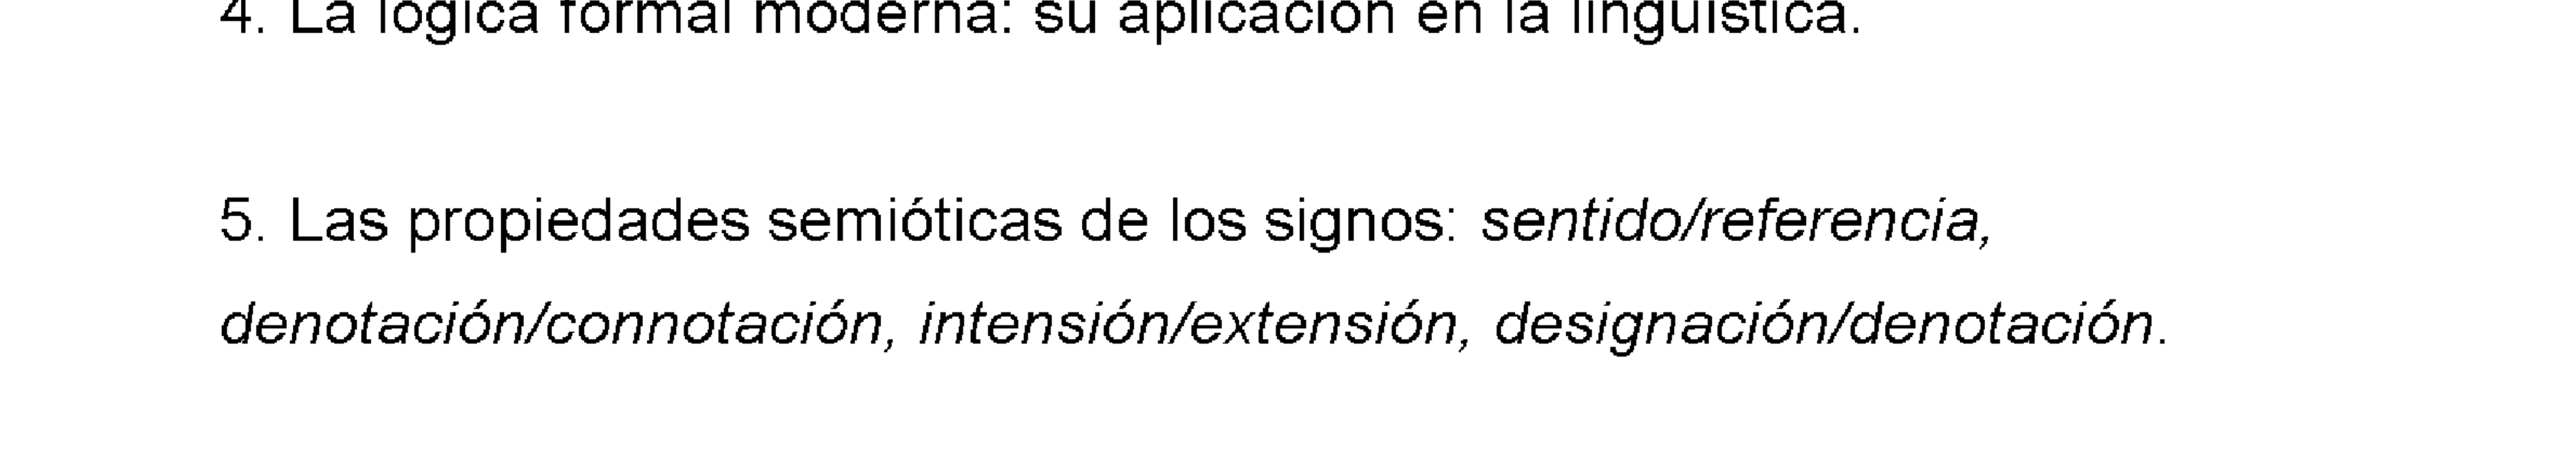 4. La lógica formal moderna: su aplicación en la lingüística.
5. Las propiedades semióticas de los signos: sentido/referencia,
denotación/connotación, intensión/extensión, designación/denotación.